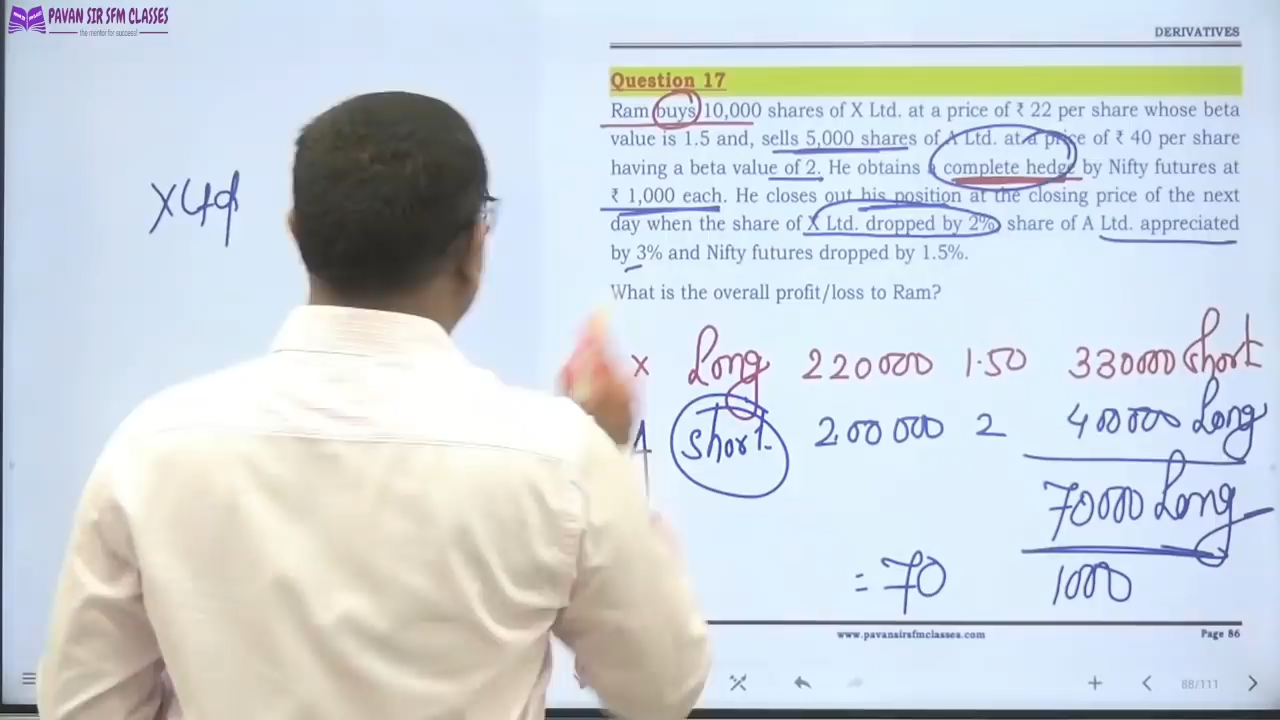 PAVAN SIR SFM CLASSES
the mentor for success!
DERIVATIVES
Question 17
Ram buys 10,000 shares of X Ltd. at a price of ₹ 22 per share whose beta
value is 1.5 and, sells 5,000 shares of A Ltd. at a price of ₹ 40 per share
having a beta value of 2. He obtains a complete hedge by Nifty futures at
₹ 1,000 each. He closes out his position at the closing price of the next
day when the share of X Ltd. dropped by 2% share of A Ltd. appreciated
by 3% and Nifty futures dropped by 1.5%.
What is the overall profit/loss to Ram?
X Long 220000 1.50 330000 Short
A Short 200000 2 400000 Long
70000 Long
= 70 1000
www.pavansirsfmclasses.com
Page 86
88/111